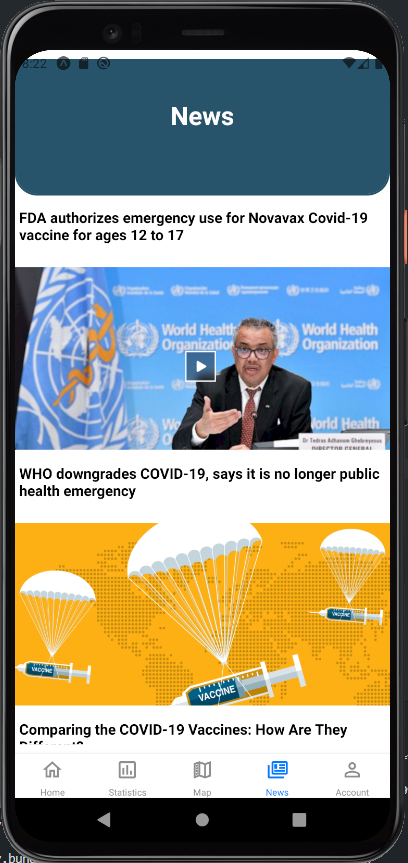 8:22
News
FDA authorizes emergency use for Novavax Covid-19
vaccine for ages 12 to 17
World Health
Organization
World Health
Organization
World Health
Dr Tedros Adhanom Ghebreyesus
DIRECTOR GENERAL
WHO downgrades COVID-19, says it is no longer public
health emergency
VACCINE
VACCINE
VACCINE
Comparing the COVID-19 Vaccines: How Are They
Different?
Home
Statistics
Map
News
Account